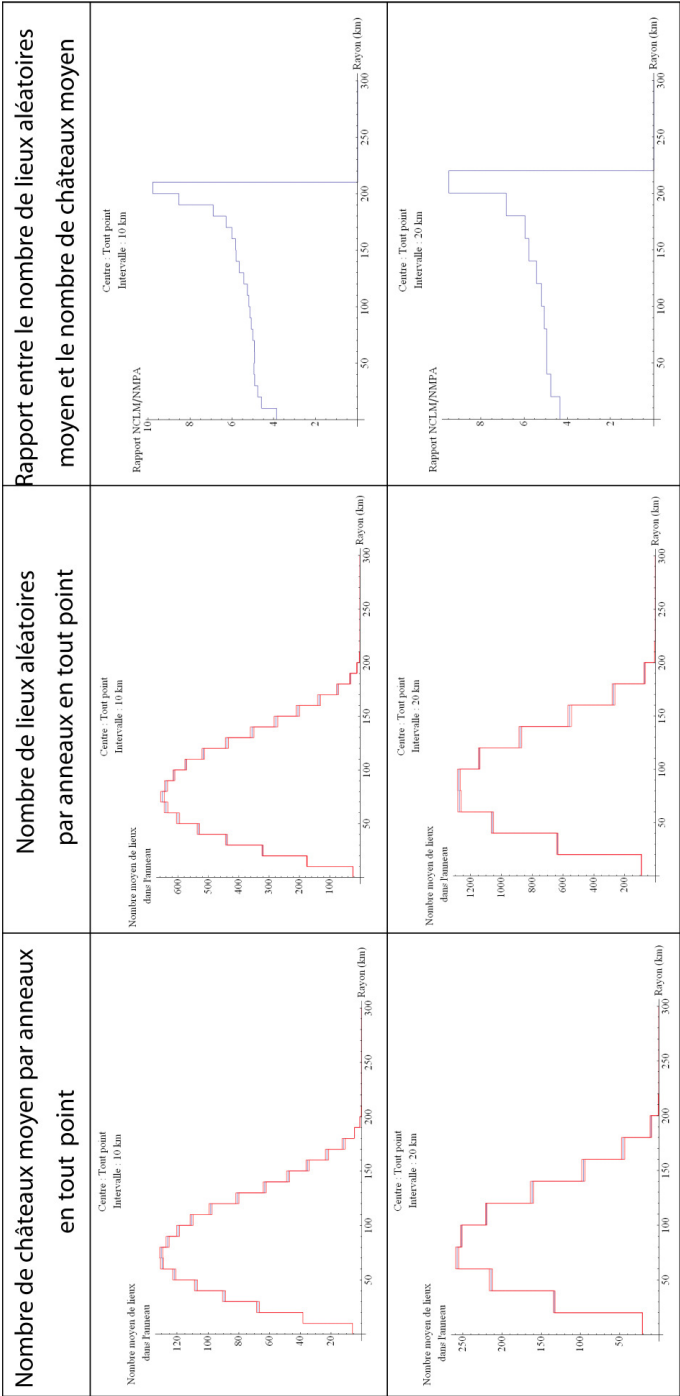 Nombre de châteaux moyen par anneaux
en tout point
Nombre de lieux aléatoires
par anneaux en tout point
Rapport entre le nombre de lieux aléatoires
moyen et le nombre de châteaux moyen
Nombre moyen de lieux
dans l'anneau
Centre : Tout point
Intervalle : 10 km
120
100
80
60
40
20
50
100
150
200
250
300
Rayon (km)
Nombre moyen de lieux
dans l'anneau
Centre : Tout point
Intervalle : 10 km
600
500
400
300
200
100
50
100
150
200
250
300
Rayon (km)
Rapport NCLM/NMPA
Centre : Tout point
Intervalle : 10 km
10
8
6
4
2
50
100
150
200
250
300
Rayon (km)
Nombre moyen de lieux
dans l'anneau
Centre : Tout point
Intervalle : 20 km
250
200
150
100
50
50
100
150
200
250
300
Rayon (km)
Nombre moyen de lieux
dans l'anneau
Centre : Tout point
Intervalle : 20 km
1200
1000
800
600
400
200
50
100
150
200
250
300
Rayon (km)
Rapport NCLM/NMPA
Centre : Tout point
Intervalle : 20 km
8
6
4
2
50
100
150
200
250
300
Rayon (km)